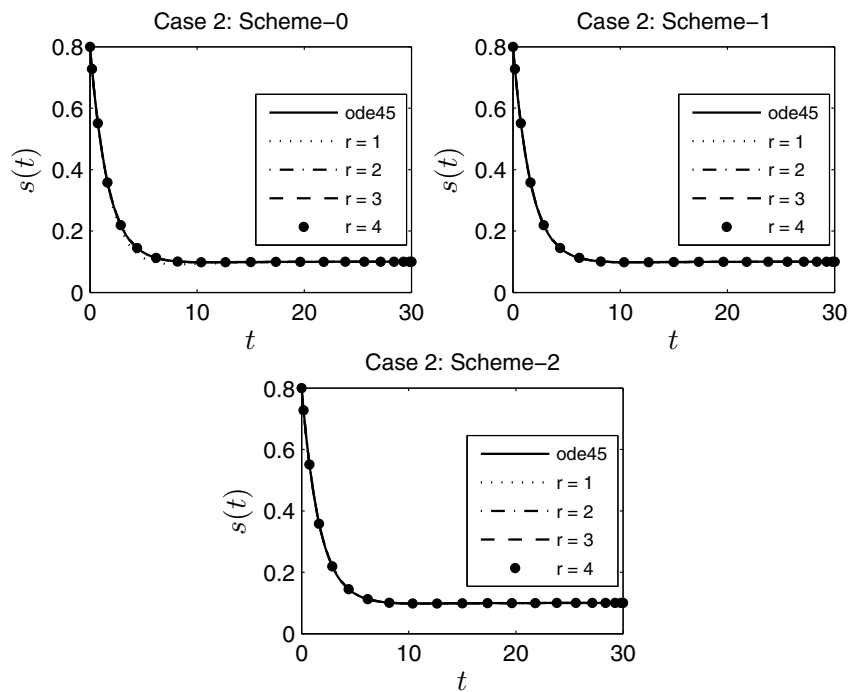 Case 2: Scheme−0
0.8
0.6
0.4
0.2
0
s(t)
ode45
r = 1
r = 2
r = 3
r = 4
0 10 20 30
t
Case 2: Scheme−1
0.8
0.6
0.4
0.2
0
s(t)
ode45
r = 1
r = 2
r = 3
r = 4
0 10 20 30
t
Case 2: Scheme−2
0.8
0.6
0.4
0.2
0
s(t)
ode45
r = 1
r = 2
r = 3
r = 4
0 10 20 30
t